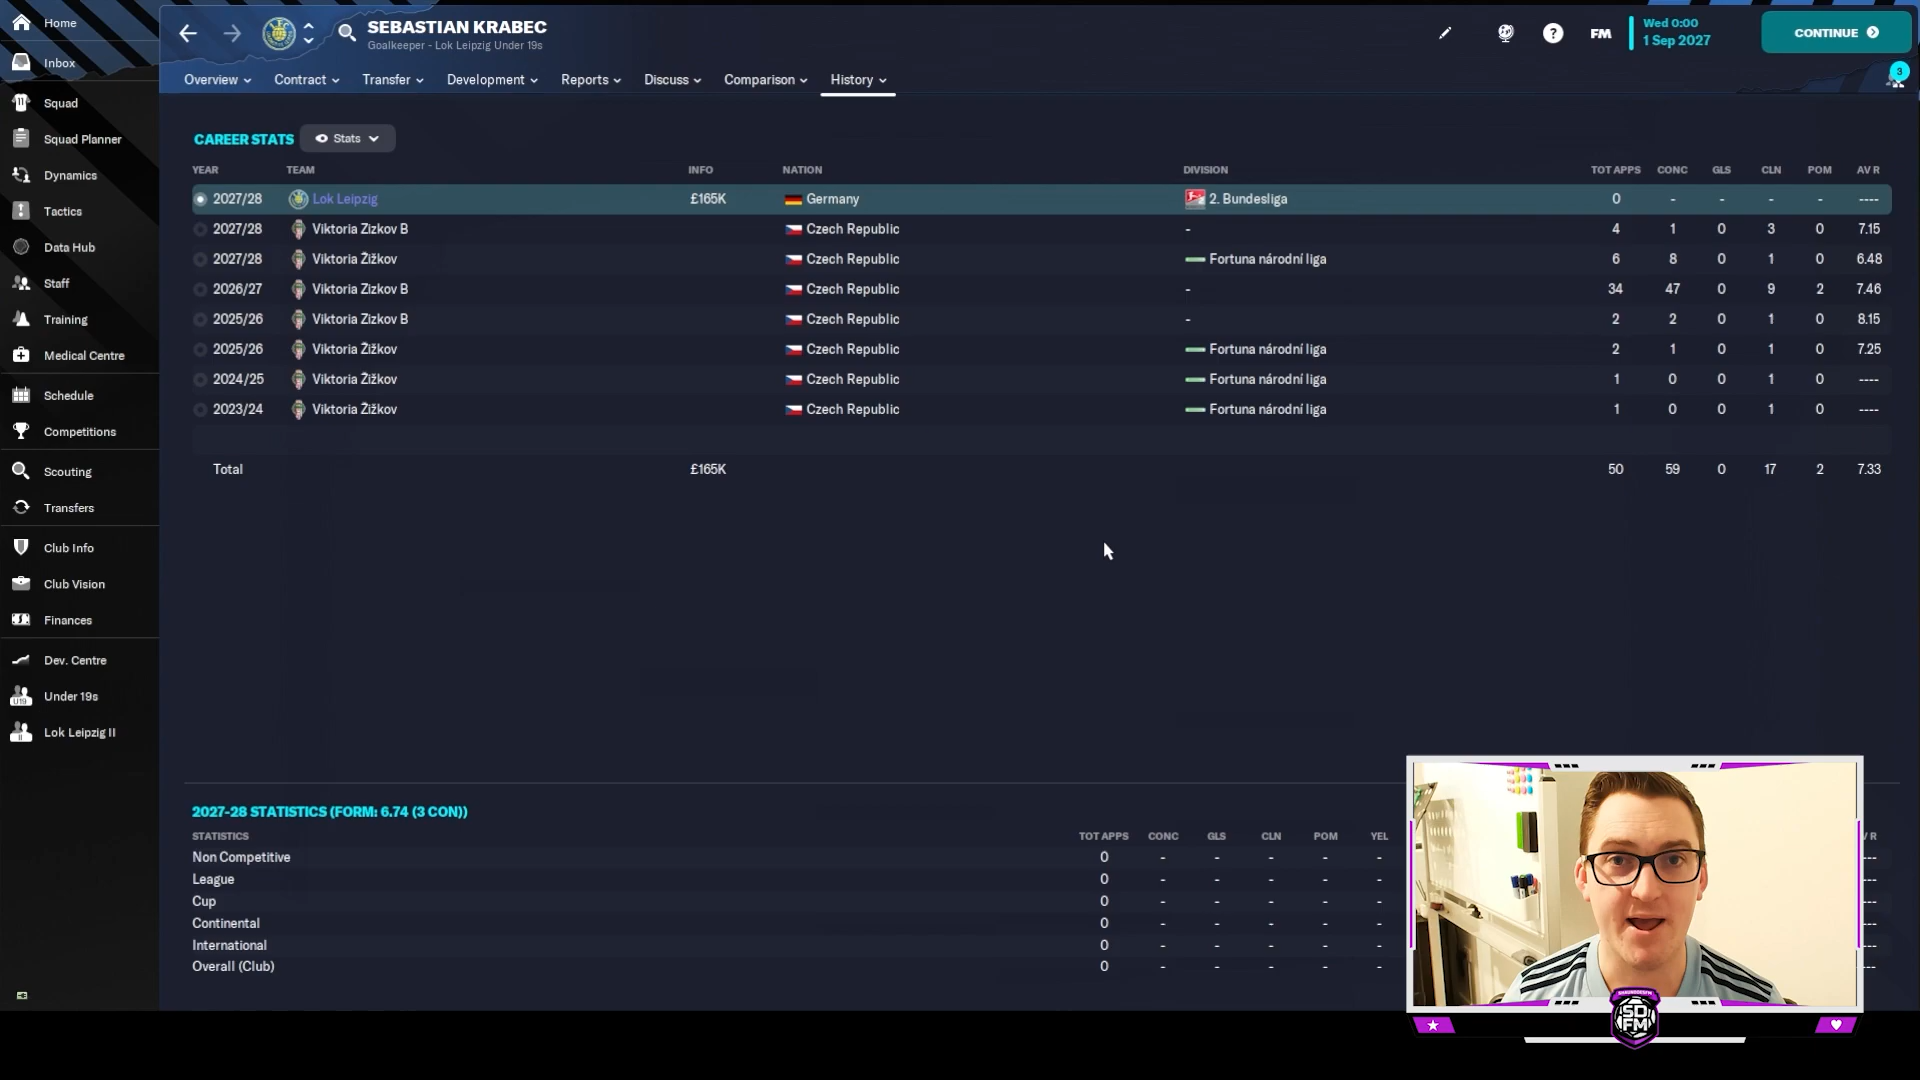 Home
Inbox
Squad
Squad Planner
Dynamics
Tactics
Data Hub
Staff
Training
Medical Centre
Schedule
Competitions
Scouting
Transfers
Club Info
Club Vision
Finances
Dev. Centre
Under 19s
Lok Leipzig II
SEBASTIAN KRABEC
Goalkeeper - Lok Leipzig Under 19s
? FM Wed 0:00
1 Sep 2027
CONTINUE
3
Overview Contract Transfer Development Reports Discuss Comparison History
CAREER STATS Stats
YEAR TEAM INFO NATION DIVISION TOT APPS CONC GLS CLN POM AV R
2027/28 Lok Leipzig £165K Germany 2. Bundesliga 0 - - - - ----
2027/28 Viktoria Zizkov B Czech Republic - 4 1 0 3 0 7.15
2027/28 Viktoria Žižkov Czech Republic Fortuna národní liga 6 8 0 1 0 6.48
2026/27 Viktoria Zizkov B Czech Republic - 34 47 0 9 2 7.46
2025/26 Viktoria Zizkov B Czech Republic - 2 2 0 1 0 8.15
2025/26 Viktoria Žižkov Czech Republic Fortuna národní liga 2 1 0 1 0 7.25
2024/25 Viktoria Žižkov Czech Republic Fortuna národní liga 1 0 0 1 0 ----
2023/24 Viktoria Žižkov Czech Republic Fortuna národní liga 1 0 0 1 0 ----
Total £165K 50 59 0 17 2 7.33
2027-28 STATISTICS (FORM: 6.74 (3 CON))
STATISTICS TOT APPS CONC GLS CLN POM YEL
Non Competitive 0 - - - - -
League 0 - - - - -
Cup 0 - - - - -
Continental 0 - - - - -
International 0 - - - - -
Overall (Club) 0 - - - - -
SD
FM